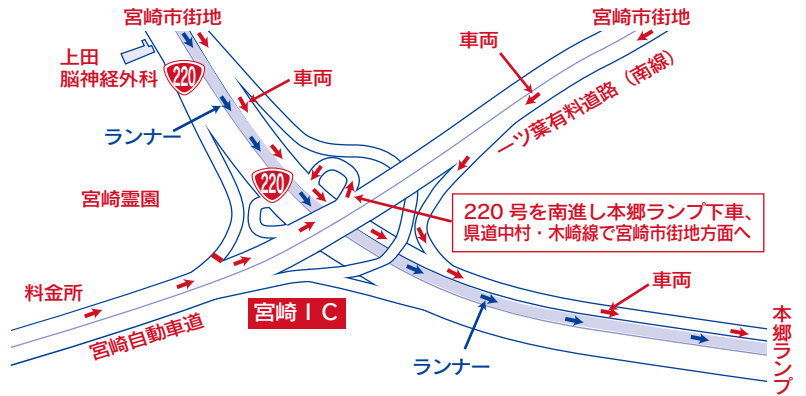 宮崎市街地
宮崎市街地
上田
脳神経外科
220
車両
車両
一ツ葉有料道路（南線）
ランナー
220
宮崎霊園
220号を南進し本郷ランプ下車、
県道中村・木崎線で宮崎市街地方面へ
料金所
宮崎IC
車両
宮崎自動車道
ランナー
本郷ランプ